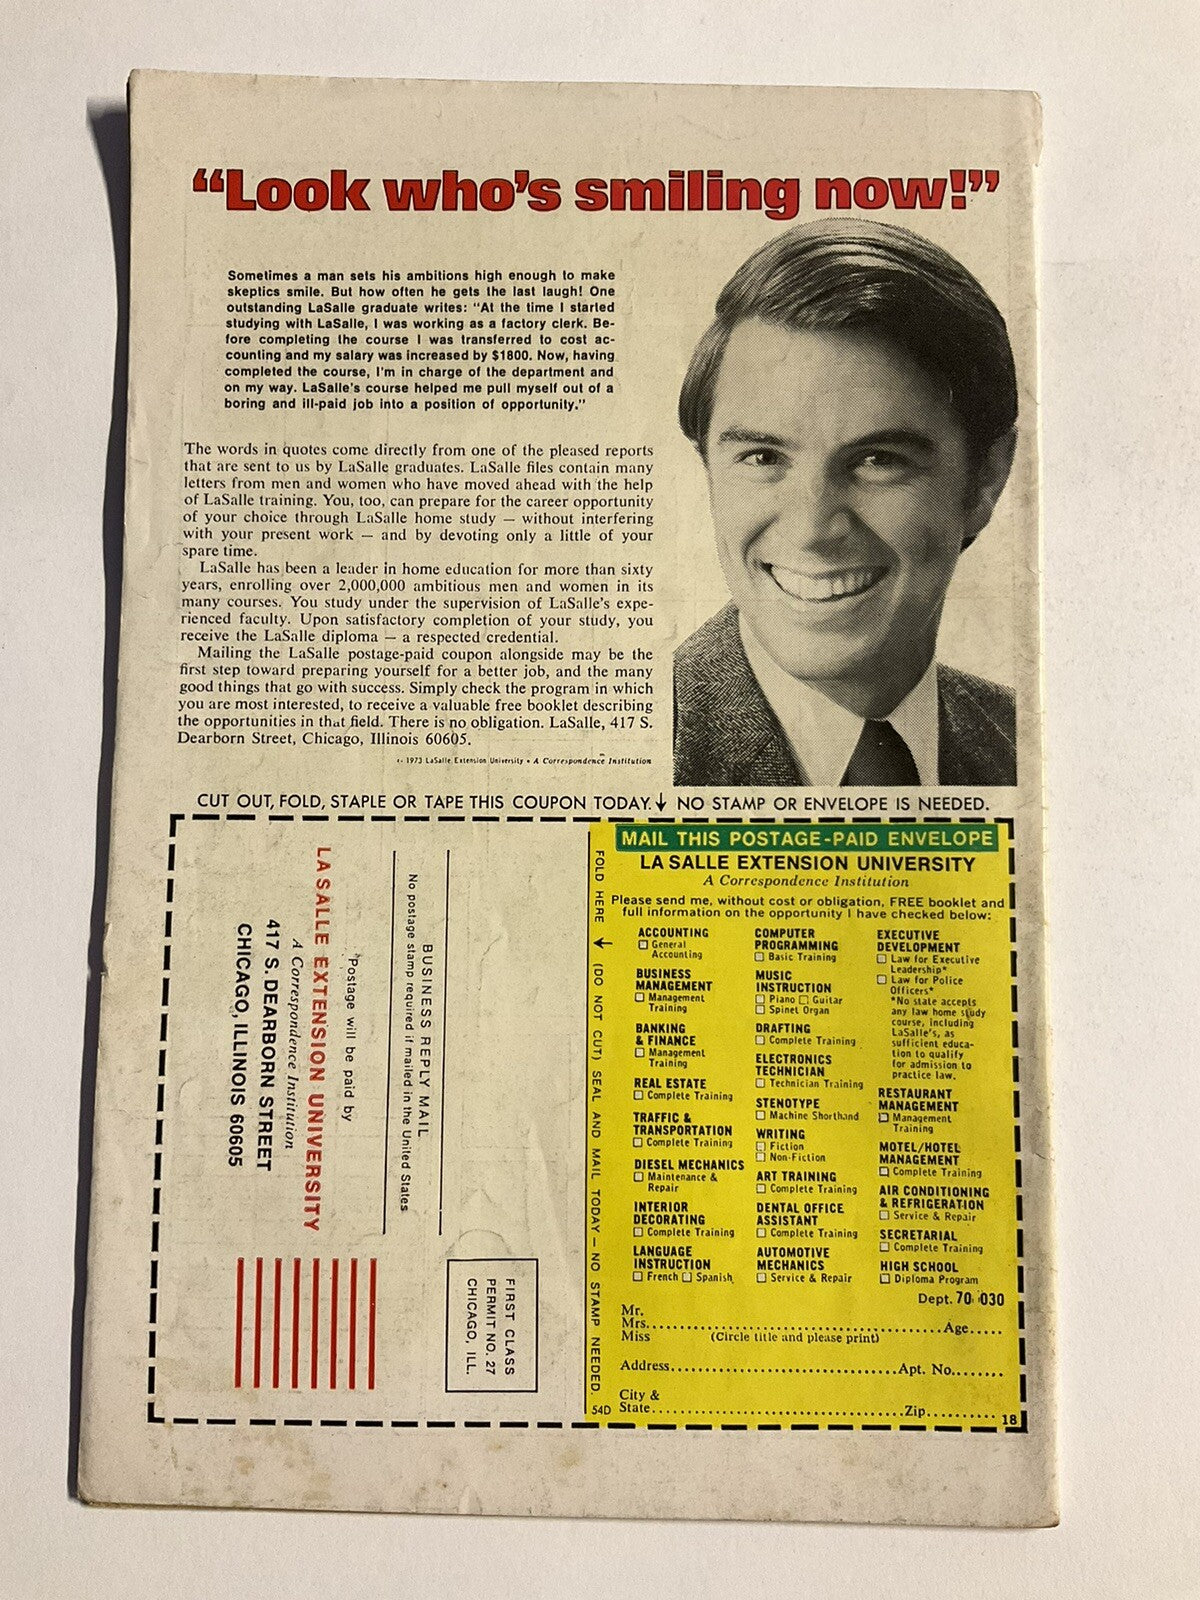 “Look who’s smiling now!”
Sometimes a man sets his ambitions high enough to make
skeptics smile. But how often he gets the last laugh! One
outstanding LaSalle graduate writes: “At the time I started
studying with LaSalle, I was working as a factory clerk. Be-
fore completing the course I was transferred to cost ac-
counting and my salary was increased by $1800. Now, having
completed the course, I’m in charge of the department and
on my way. LaSalle’s course helped me pull myself out of a
boring and ill-paid job into a position of opportunity.”
The words in quotes come directly from one of the pleased reports
that are sent to us by LaSalle graduates. LaSalle files contain many
letters from men and women who have moved ahead with the help
of LaSalle training. You, too, can prepare for the career opportunity
of your choice through LaSalle home study — without interfering
with your present work — and by devoting only a little of your
spare time.
LaSalle has been a leader in home education for more than sixty
years, enrolling over 2,000,000 ambitious men and women in its
many courses. You study under the supervision of LaSalle’s expe-
rienced faculty. Upon satisfactory completion of your study, you
receive the LaSalle diploma — a respected credential.
Mailing the LaSalle postage-paid coupon alongside may be the
first step toward preparing yourself for a better job, and the many
good things that go with success. Simply check the program in which
you are most interested, to receive a valuable free booklet describing
the opportunities in that field. There is no obligation. LaSalle, 417 S.
Dearborn Street, Chicago, Illinois 60605.
1973 LaSalle Extension University • A Correspondence Institution
CUT OUT, FOLD, STAPLE OR TAPE THIS COUPON TODAY. ↓ NO STAMP OR ENVELOPE IS NEEDED.
FIRST CLASS
PERMIT NO. 27
CHICAGO, ILL.
BUSINESS REPLY MAIL
No postage stamp required if mailed in the United States
Postage will be paid by
LA SALLE EXTENSION UNIVERSITY
A Correspondence Institution
417 S. DEARBORN STREET
CHICAGO, ILLINOIS 60605
FOLD HERE ↓ (DO NOT CUT) SEAL AND MAIL TODAY — NO STAMP NEEDED.
54D
MAIL THIS POSTAGE-PAID ENVELOPE
LA SALLE EXTENSION UNIVERSITY
A Correspondence Institution
Please send me, without cost or obligation, FREE booklet and
full information on the opportunity I have checked below:
ACCOUNTING
☐ General
Accounting
BUSINESS
MANAGEMENT
☐ Management
Training
BANKING
& FINANCE
☐ Management
Training
REAL ESTATE
☐ Complete Training
TRAFFIC &
TRANSPORTATION
☐ Complete Training
DIESEL MECHANICS
☐ Maintenance &
Repair
INTERIOR
DECORATING
☐ Complete Training
LANGUAGE
INSTRUCTION
☐ French ☐ Spanish
COMPUTER
PROGRAMMING
☐ Basic Training
MUSIC
INSTRUCTION
☐ Piano ☐ Guitar
☐ Spinet Organ
DRAFTING
☐ Complete Training
ELECTRONICS
TECHNICIAN
☐ Technician Training
STENOTYPE
☐ Machine Shorthand
WRITING
☐ Fiction
☐ Non-Fiction
ART TRAINING
☐ Complete Training
DENTAL OFFICE
ASSISTANT
☐ Complete Training
AUTOMOTIVE
MECHANICS
☐ Service & Repair
EXECUTIVE
DEVELOPMENT
☐ Law for Executive
Leadership*
☐ Law for Police
Officers*
*No state accepts
any law home study
course, including
LaSalle’s, as
sufficient educa-
tion to qualify
for admission to
practice law.
RESTAURANT
MANAGEMENT
☐ Management
Training
MOTEL/HOTEL
MANAGEMENT
☐ Complete Training
AIR CONDITIONING
& REFRIGERATION
☐ Service & Repair
SECRETARIAL
☐ Complete Training
HIGH SCHOOL
☐ Diploma Program
Dept. 70-030
Mr.
Mrs. Age
Miss (Circle title and please print)
Address Apt. No.
City &
State Zip
18